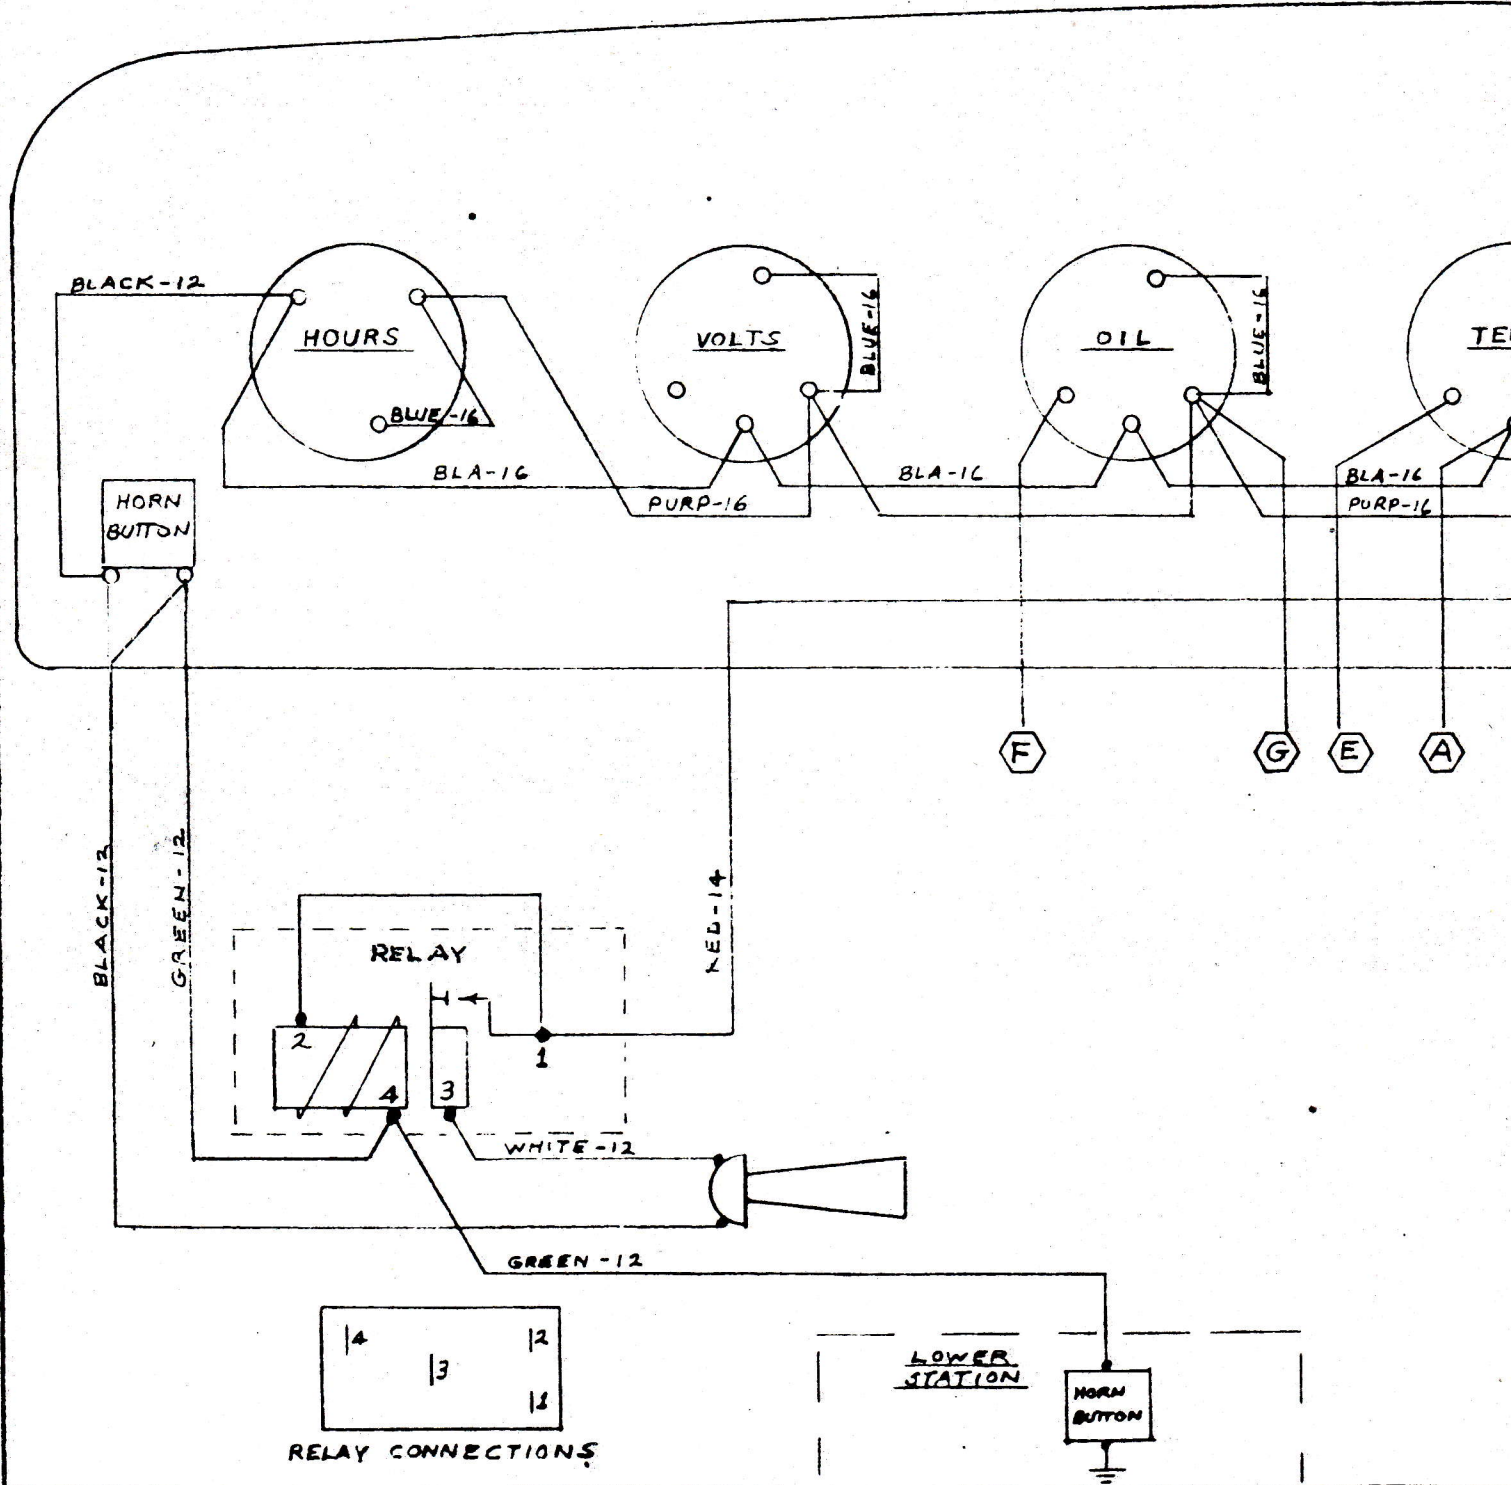 BLACK-12
HOURS
BLUE-16
VOLTS
BLUE-16
OIL
BLUE-16
BLA-16
PURP-16
BLA-16
BLA-16
PURP-16
HORN
BUTTON
F
G
E
A
BLACK-12
GREEN-12
RED-14
RELAY
2
1
4
3
WHITE-12
GREEN-12
4
2
3
1
RELAY CONNECTIONS
LOWER
STATION
HORN
BUTTON